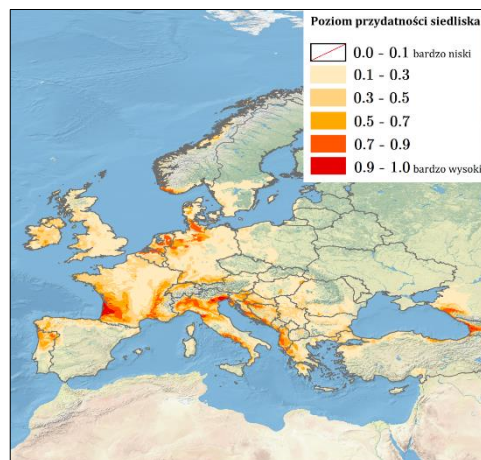 Poziom przydatności siedliska
0.0 - 0.1 bardzo niski
0.1 - 0.3
0.3 - 0.5
0.5 - 0.7
0.7 - 0.9
0.9 - 1.0 bardzo wysoki